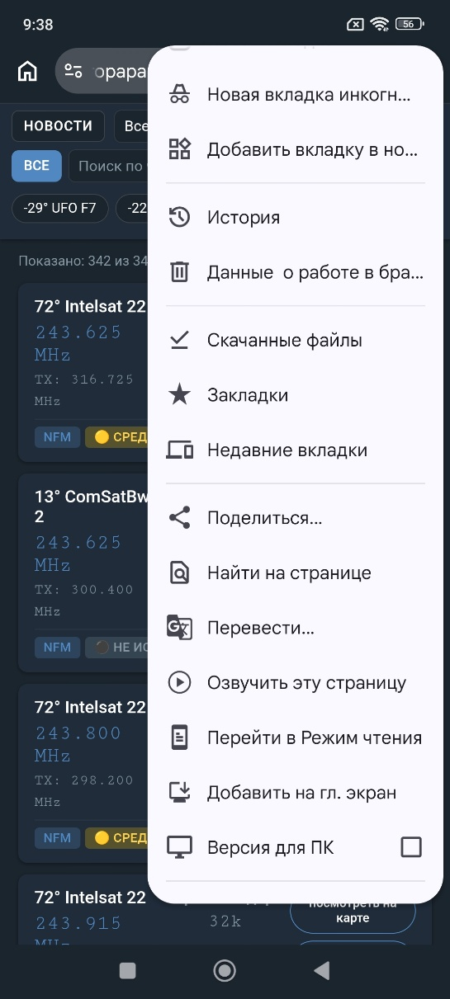 9:38
56
opapa
Новая вкладка инкогн...
НОВОСТИ
Все
ВСЕ
Поиск по
Добавить вкладку в но...
-29° UFO F7
-22
История
Показано: 342 из 34
Данные о работе в бра...
72° Intelsat 22
243.625
MHz
TX: 316.725
MHz
NFM
СРЕД
Скачанные файлы
Закладки
Недавние вкладки
13° ComSatBw
2
243.625
MHz
TX: 300.400
MHz
NFM
НЕ ИС
Поделиться...
Найти на странице
Перевести...
Озвучить эту страницу
72° Intelsat 22
243.800
MHz
TX: 298.200
MHz
NFM
СРЕД
Перейти в Режим чтения
Добавить на гл. экран
Версия для ПК
72° Intelsat 22
243.915
MHz
32k
посмотреть на
карте